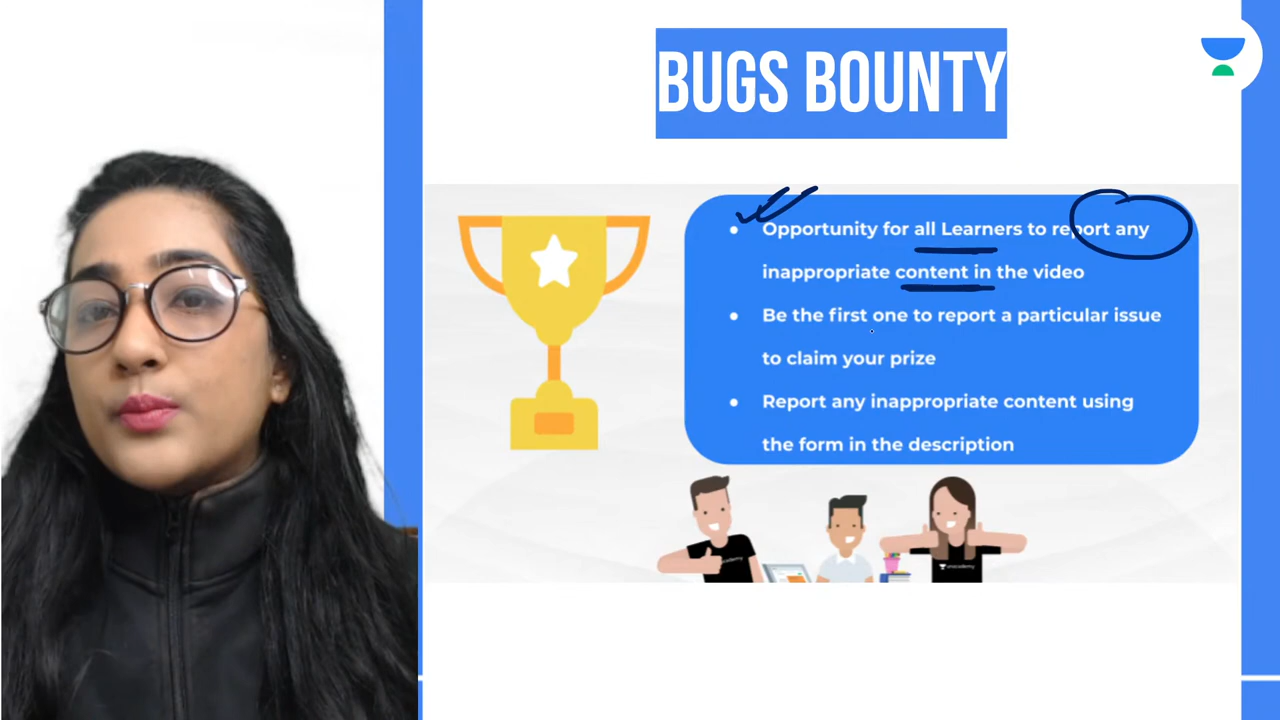 BUGS BOUNTY
Opportunity for all Learners to report any
inappropriate content in the video
Be the first one to report a particular issue
to claim your prize
Report any inappropriate content using
the form in the description
unacademy